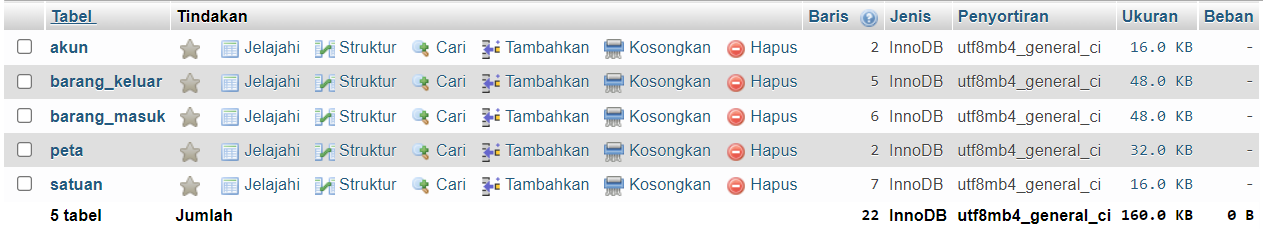 Tabel Tindakan Baris Jenis Penyortiran Ukuran Beban
akun Jelajahi Struktur Cari Tambahkan Kosongkan Hapus 2 InnoDB utf8mb4_general_ci 16.0 KB -
barang_keluar Jelajahi Struktur Cari Tambahkan Kosongkan Hapus 5 InnoDB utf8mb4_general_ci 48.0 KB -
barang_masuk Jelajahi Struktur Cari Tambahkan Kosongkan Hapus 6 InnoDB utf8mb4_general_ci 48.0 KB -
peta Jelajahi Struktur Cari Tambahkan Kosongkan Hapus 2 InnoDB utf8mb4_general_ci 32.0 KB -
satuan Jelajahi Struktur Cari Tambahkan Kosongkan Hapus 7 InnoDB utf8mb4_general_ci 16.0 KB -
5 tabel Jumlah 22 InnoDB utf8mb4_general_ci 160.0 KB 0 B